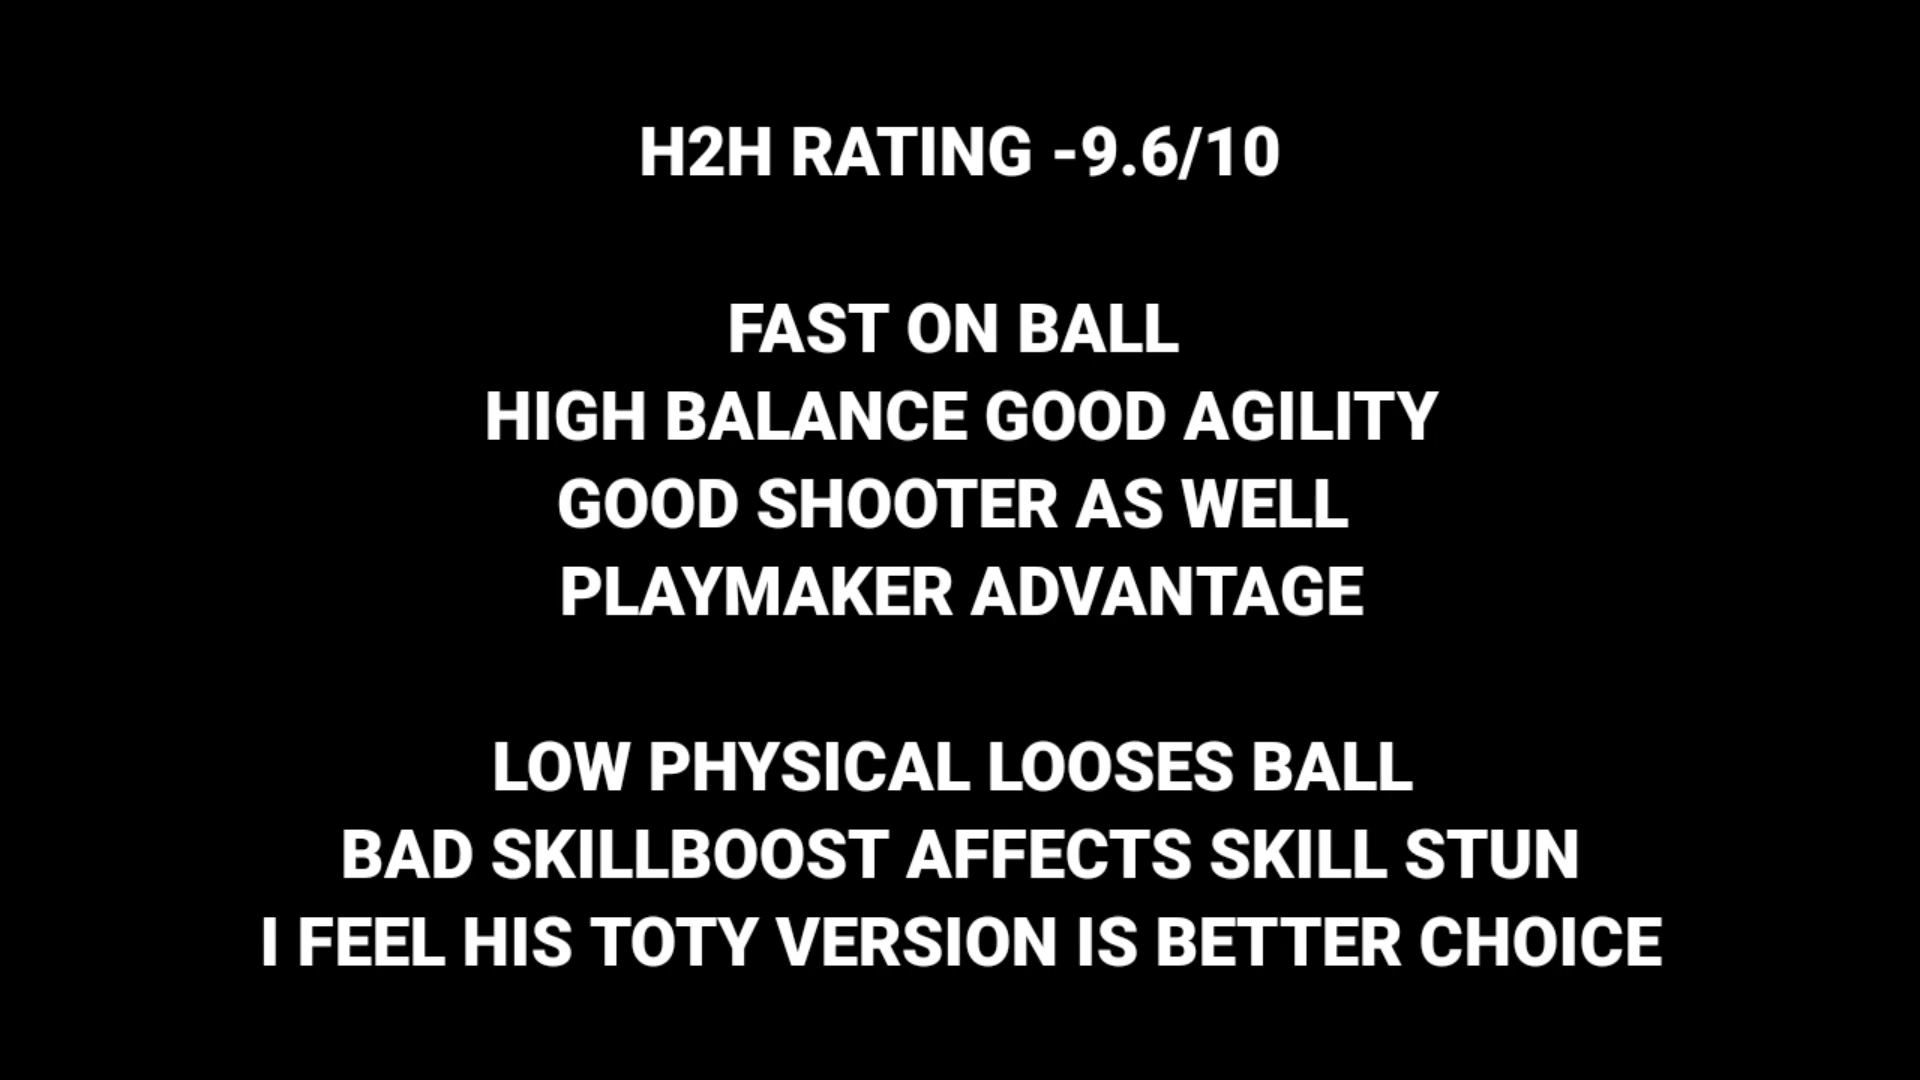 H2H RATING -9.6/10
FAST ON BALL
HIGH BALANCE GOOD AGILITY
GOOD SHOOTER AS WELL
PLAYMAKER ADVANTAGE
LOW PHYSICAL LOOSES BALL
BAD SKILLBOOST AFFECTS SKILL STUN
I FEEL HIS TOTY VERSION IS BETTER CHOICE